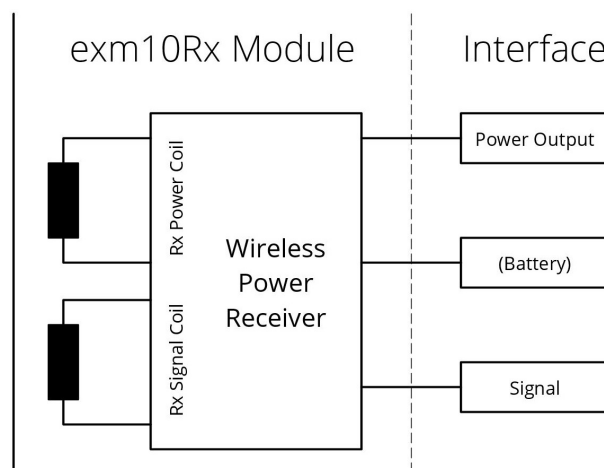 exm10Rx Module
Interface
Rx Power Coil
Rx Signal Coil
Wireless
Power
Receiver
Power Output
(Battery)
Signal